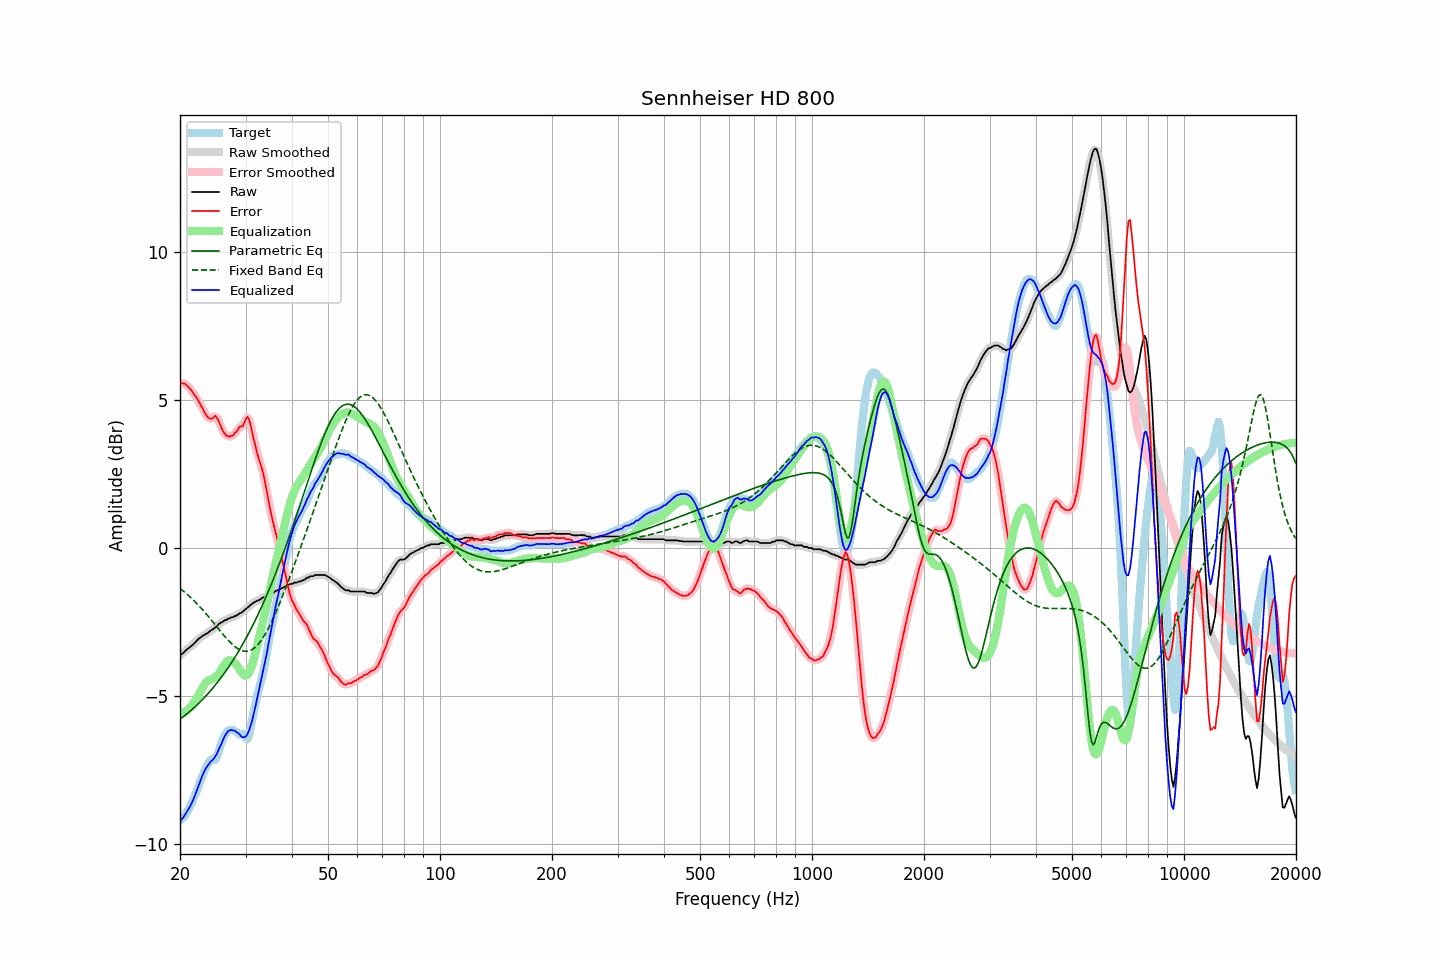 Sennheiser HD 800
Target
Raw Smoothed
Error Smoothed
Raw
Error
Equalization
Parametric Eq
Fixed Band Eq
Equalized
10
5
0
−5
−10
Amplitude (dBr)
20 50 100 200 500 1000 2000 5000 10000 20000
Frequency (Hz)